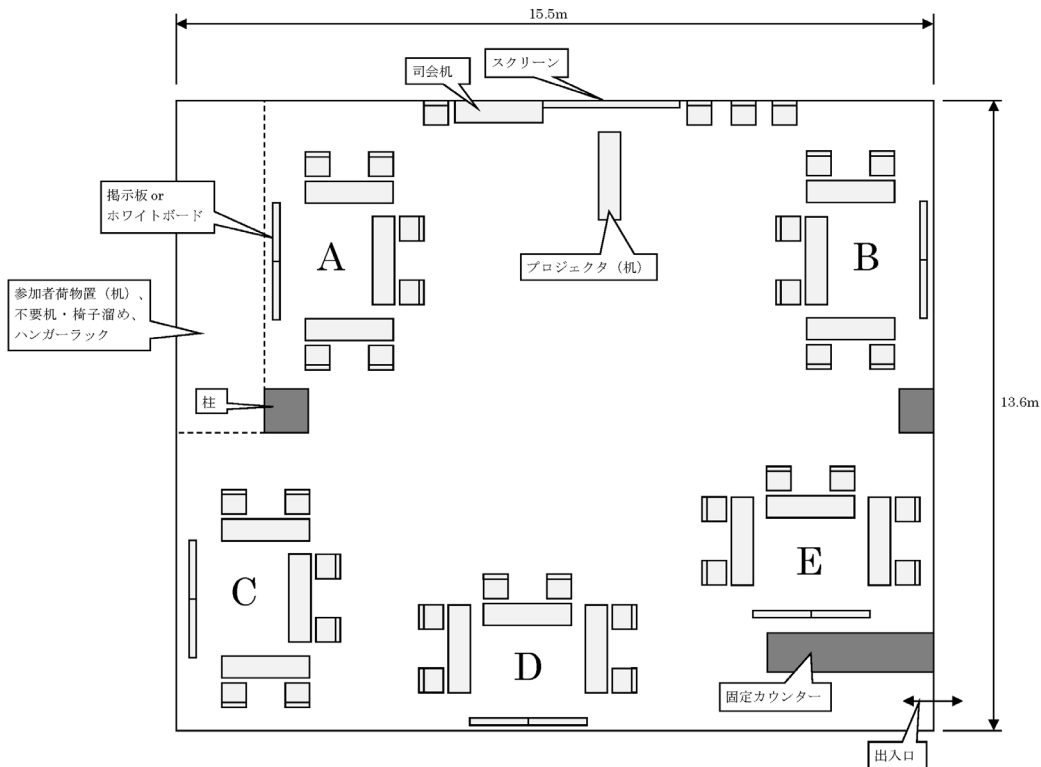 15.5m
スクリーン
司会机
掲示板 or
ホワイトボード
A
B
プロジェクタ（机）
参加者荷物置（机）、
不要机・椅子溜め、
ハンガーラック
柱
13.6m
C
D
E
固定カウンター
出入口